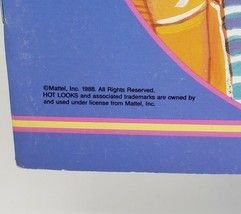 ©Mattel, Inc. 1988. All Rights Reserved.
HOT LOOKS and associated trademarks are owned by
and used under license from Mattel, Inc.